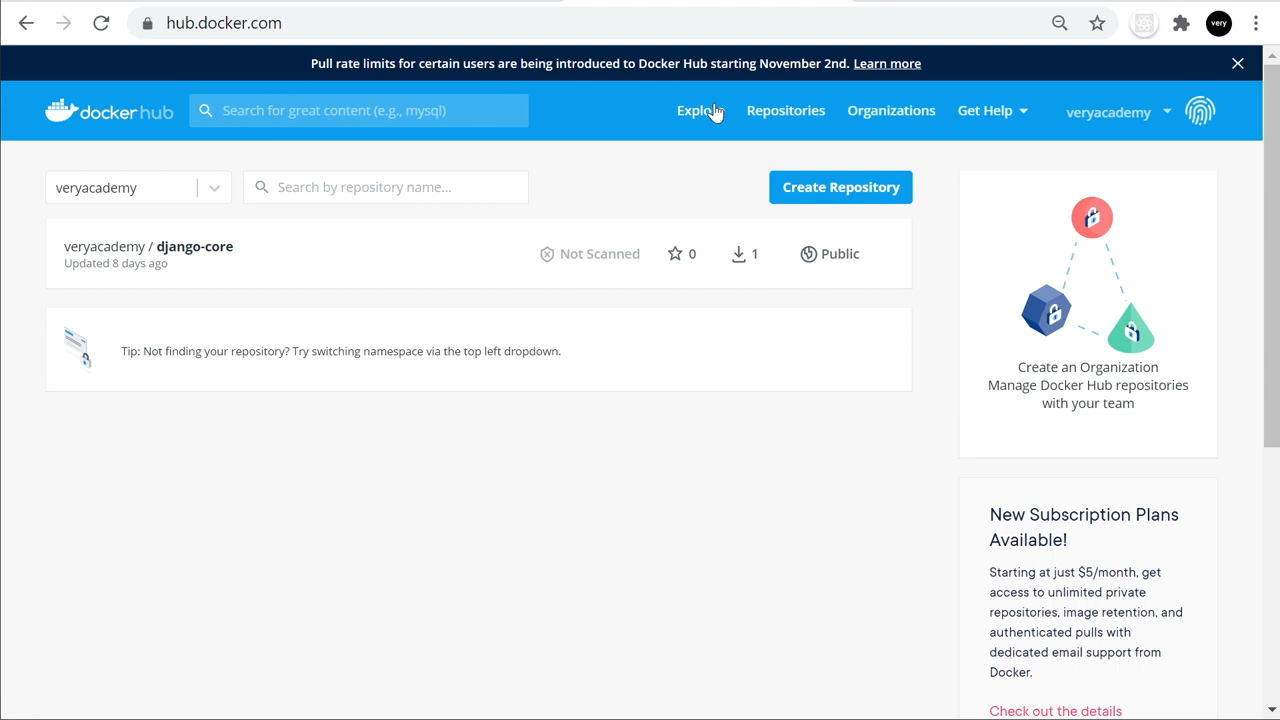 hub.docker.com
very
Pull rate limits for certain users are being introduced to Docker Hub starting November 2nd. Learn more
docker hub
Search for great content (e.g., mysql)
Explore
Repositories
Organizations
Get Help
veryacademy
veryacademy
Search by repository name...
Create Repository
veryacademy / django-core
Updated 8 days ago
Not Scanned
0
1
Public
Tip: Not finding your repository? Try switching namespace via the top left dropdown.
Create an Organization
Manage Docker Hub repositories
with your team
New Subscription Plans
Available!
Starting at just $5/month, get
access to unlimited private
repositories, image retention, and
authenticated pulls with
dedicated email support from
Docker.
Check out the details